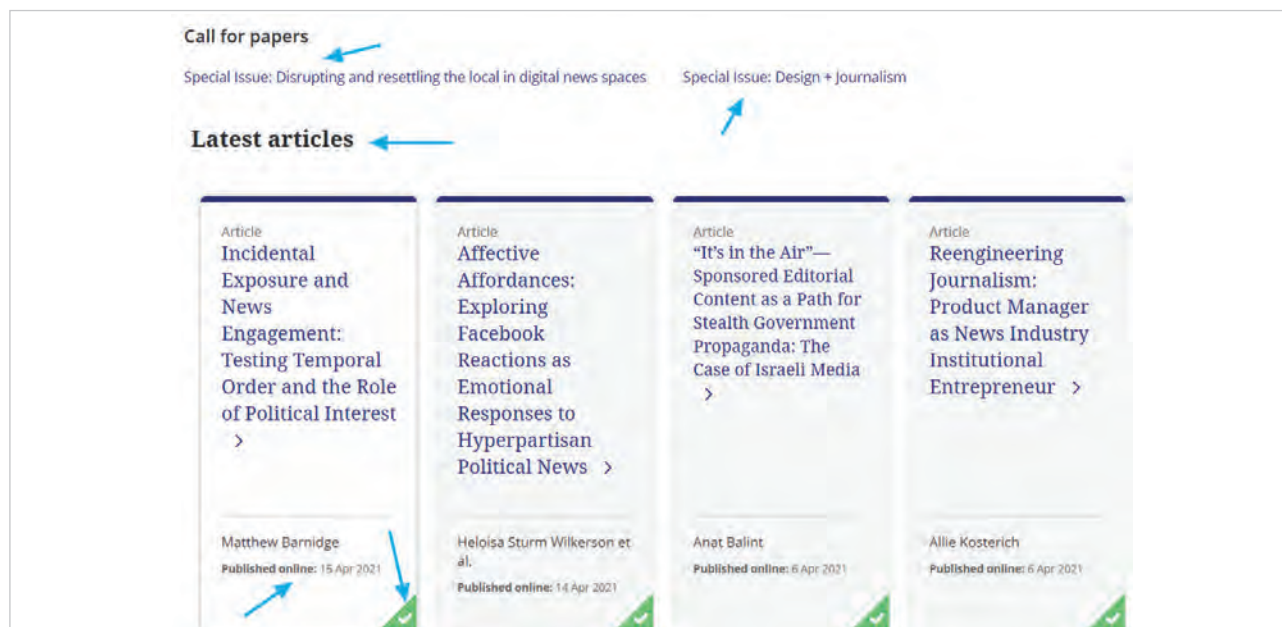 Call for papers
Special Issue: Disrupting and resettling the local in digital news spaces
Special Issue: Design + Journalism
Latest articles
Article
Incidental
Exposure and
News
Engagement:
Testing Temporal
Order and the Role
of Political Interest
Matthew Barnidge
Published online: 15 Apr 2021
Article
Affective
Affordances:
Exploring
Facebook
Reactions as
Emotional
Responses to
Hyperpartisan
Political News
Heloisa Sturm Wilkerson et
al.
Published online: 14 Apr 2021
Article
“It’s in the Air”—
Sponsored Editorial
Content as a Path for
Stealth Government
Propaganda: The
Case of Israeli Media
Anat Balint
Published online: 6 Apr 2021
Article
Reengineering
Journalism:
Product Manager
as News Industry
Institutional
Entrepreneur
Allie Kosterich
Published online: 6 Apr 2021